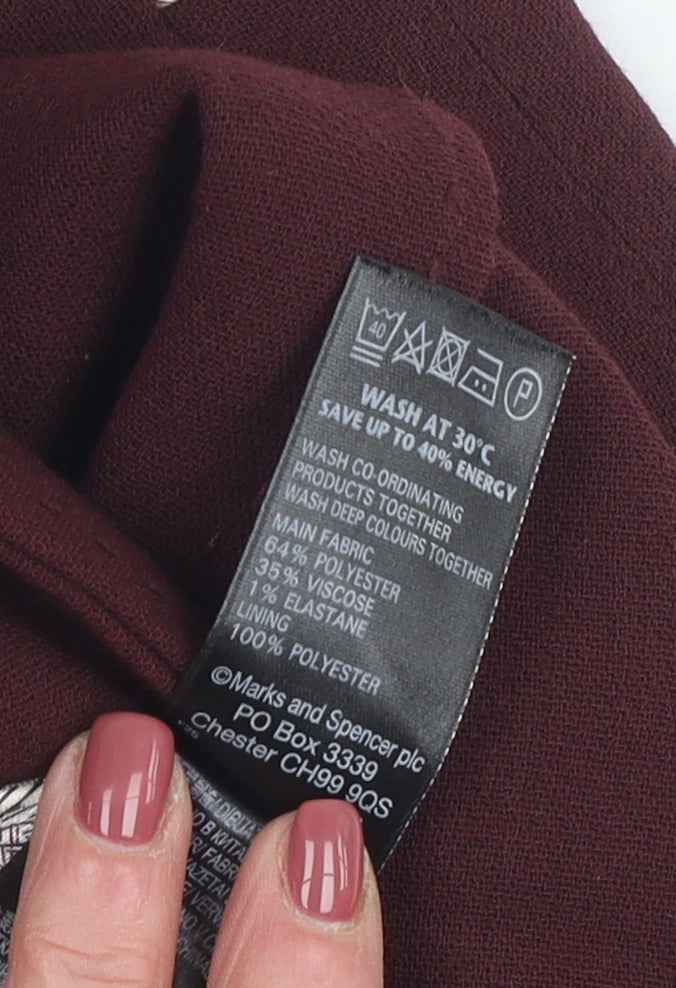 40
P
WASH AT 30°C
SAVE UP TO 40% ENERGY
WASH CO-ORDINATING
PRODUCTS TOGETHER
WASH DEEP COLOURS TOGETHER
MAIN FABRIC
64% POLYESTER
35% VISCOSE
1% ELASTANE
LINING
100% POLYESTER
©Marks and Spencer plc
PO Box 3339
Chester CH99 9QS